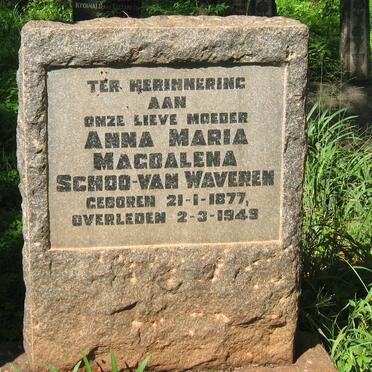 TER HERINNERING
AAN
ONZE LIEVE MOEDER
ANNA MARIA
MAGDALENA
SCHOO-VAN WAVEREN
GEBOREN 21-1-1877,
OVERLEDEN 2-3-1949